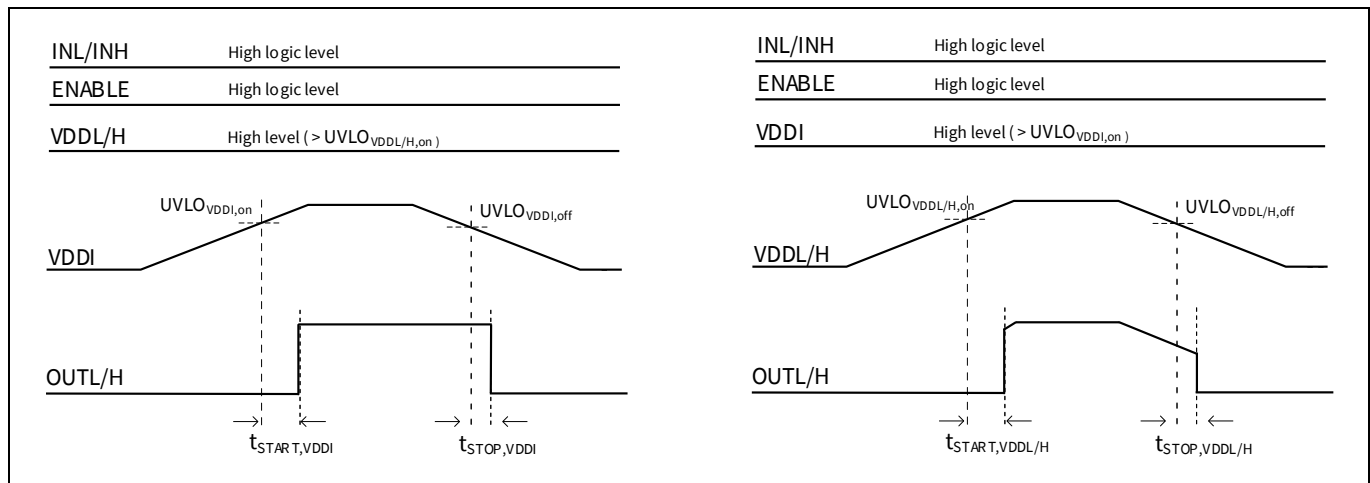 INL/INH High logic level
ENABLE High logic level
VDDL/H High level ( > UVLOVDDL/H,on )
UVLOVDDI,on UVLOVDDI,off
VDDI
OUTL/H
tSTART,VDDI tSTOP,VDDI
INL/INH High logic level
ENABLE High logic level
VDDI High level ( > UVLOVDDI,on )
UVLOVDDL/H,on UVLOVDDL/H,off
VDDL/H
OUTL/H
tSTART,VDDL/H tSTOP,VDDL/H